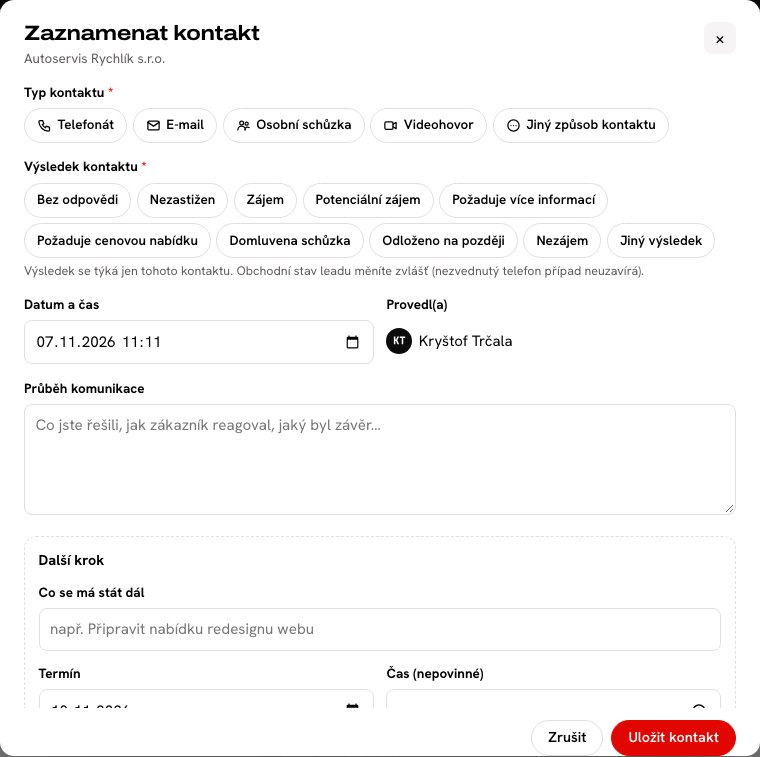 Zaznamenat kontakt
×
Autoservis Rychlík s.r.o.
Typ kontaktu *
Telefonát E-mail Osobní schůzka Videohovor Jiný způsob kontaktu
Výsledek kontaktu *
Bez odpovědi Nezastižen Zájem Potenciální zájem Požaduje více informací
Požaduje cenovou nabídku Domluvena schůzka Odloženo na později Nezájem Jiný výsledek
Výsledek se týká jen tohoto kontaktu. Obchodní stav leadu měníte zvlášť (nezvednutý telefon případ neuzavírá).
Datum a čas Provedl(a)
07.11.2026 11:11 KT Kryštof Trčala
Průběh komunikace
Co jste řešili, jak zákazník reagoval, jaký byl závěr…
Další krok
Co se má stát dál
např. Připravit nabídku redesignu webu
Termín Čas (nepovinné)
Zrušit Uložit kontakt